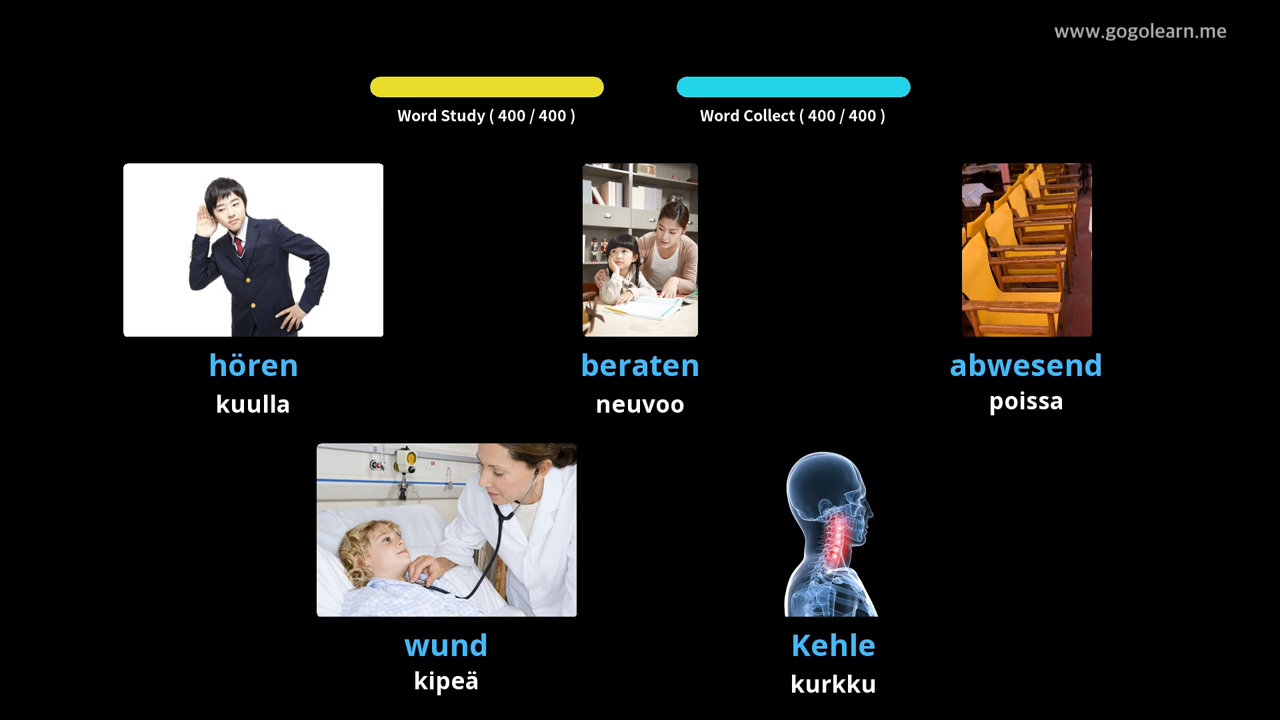 www.gogolearn.me
Word Study ( 400 / 400 )
Word Collect ( 400 / 400 )
hören
kuulla
beraten
neuvoo
abwesend
poissa
wund
kipeä
Kehle
kurkku